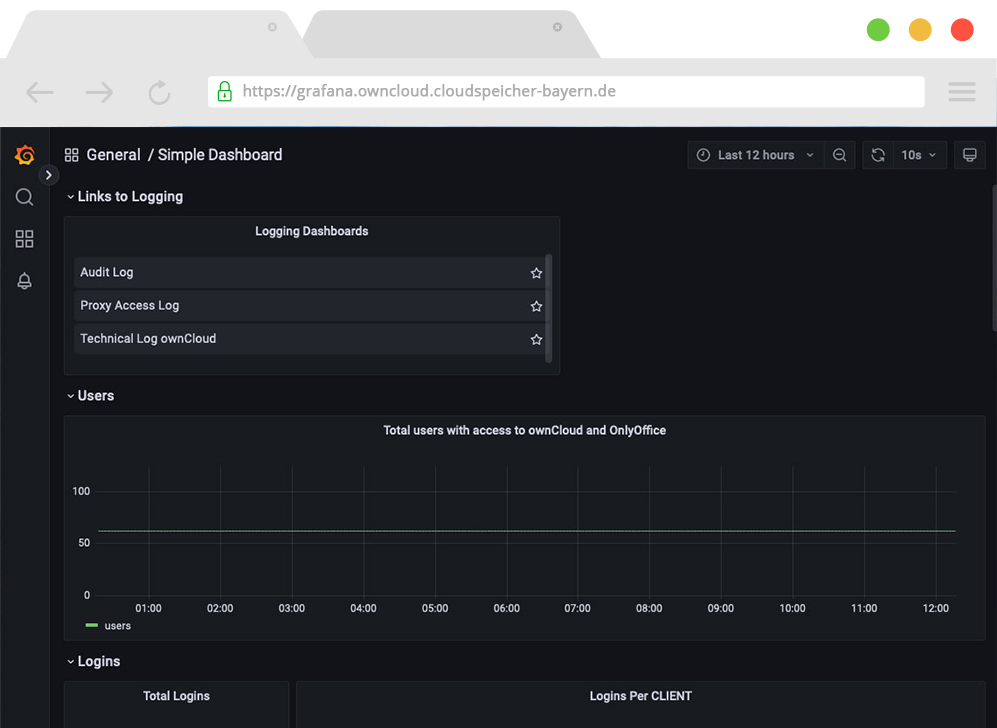 https://grafana.owncloud.cloudspeicher-bayern.de
General / Simple Dashboard
Last 12 hours
10s
Links to Logging
Logging Dashboards
Audit Log
Proxy Access Log
Technical Log ownCloud
Users
Total users with access to ownCloud and OnlyOffice
100
50
0
01:00 02:00 03:00 04:00 05:00 06:00 07:00 08:00 09:00 10:00 11:00 12:00
users
Logins
Total Logins
Logins Per CLIENT